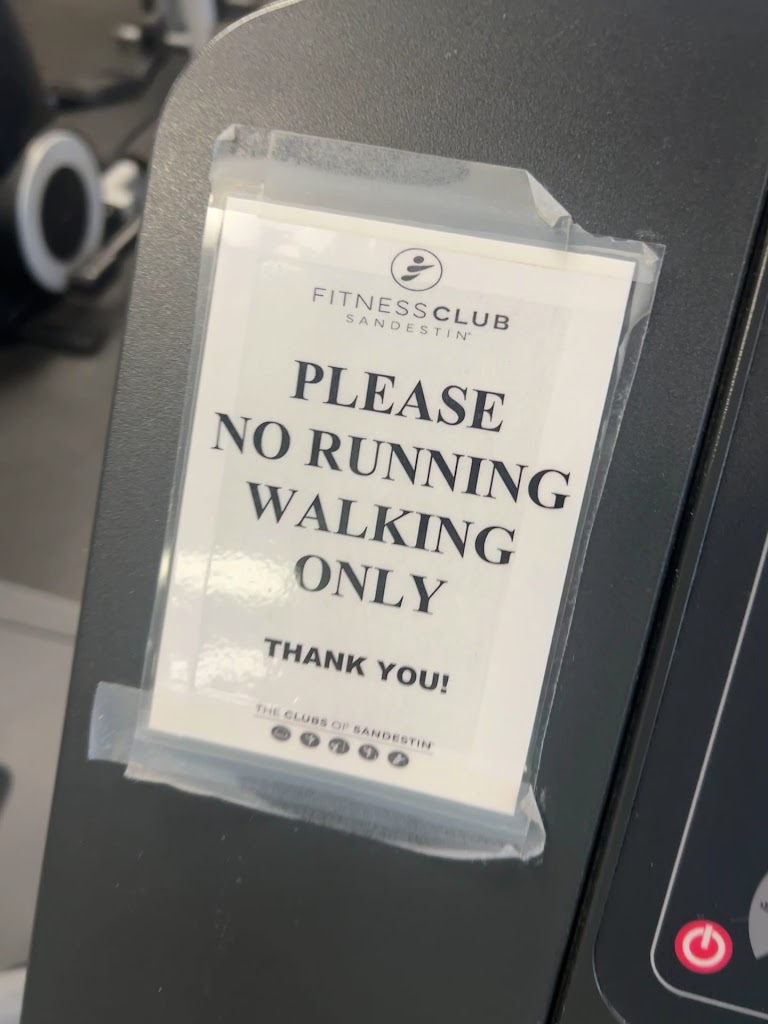 FITNESSCLUB
SANDESTIN
PLEASE
NO RUNNING
WALKING
ONLY
THANK YOU!
THE CLUBS OF SANDESTIN